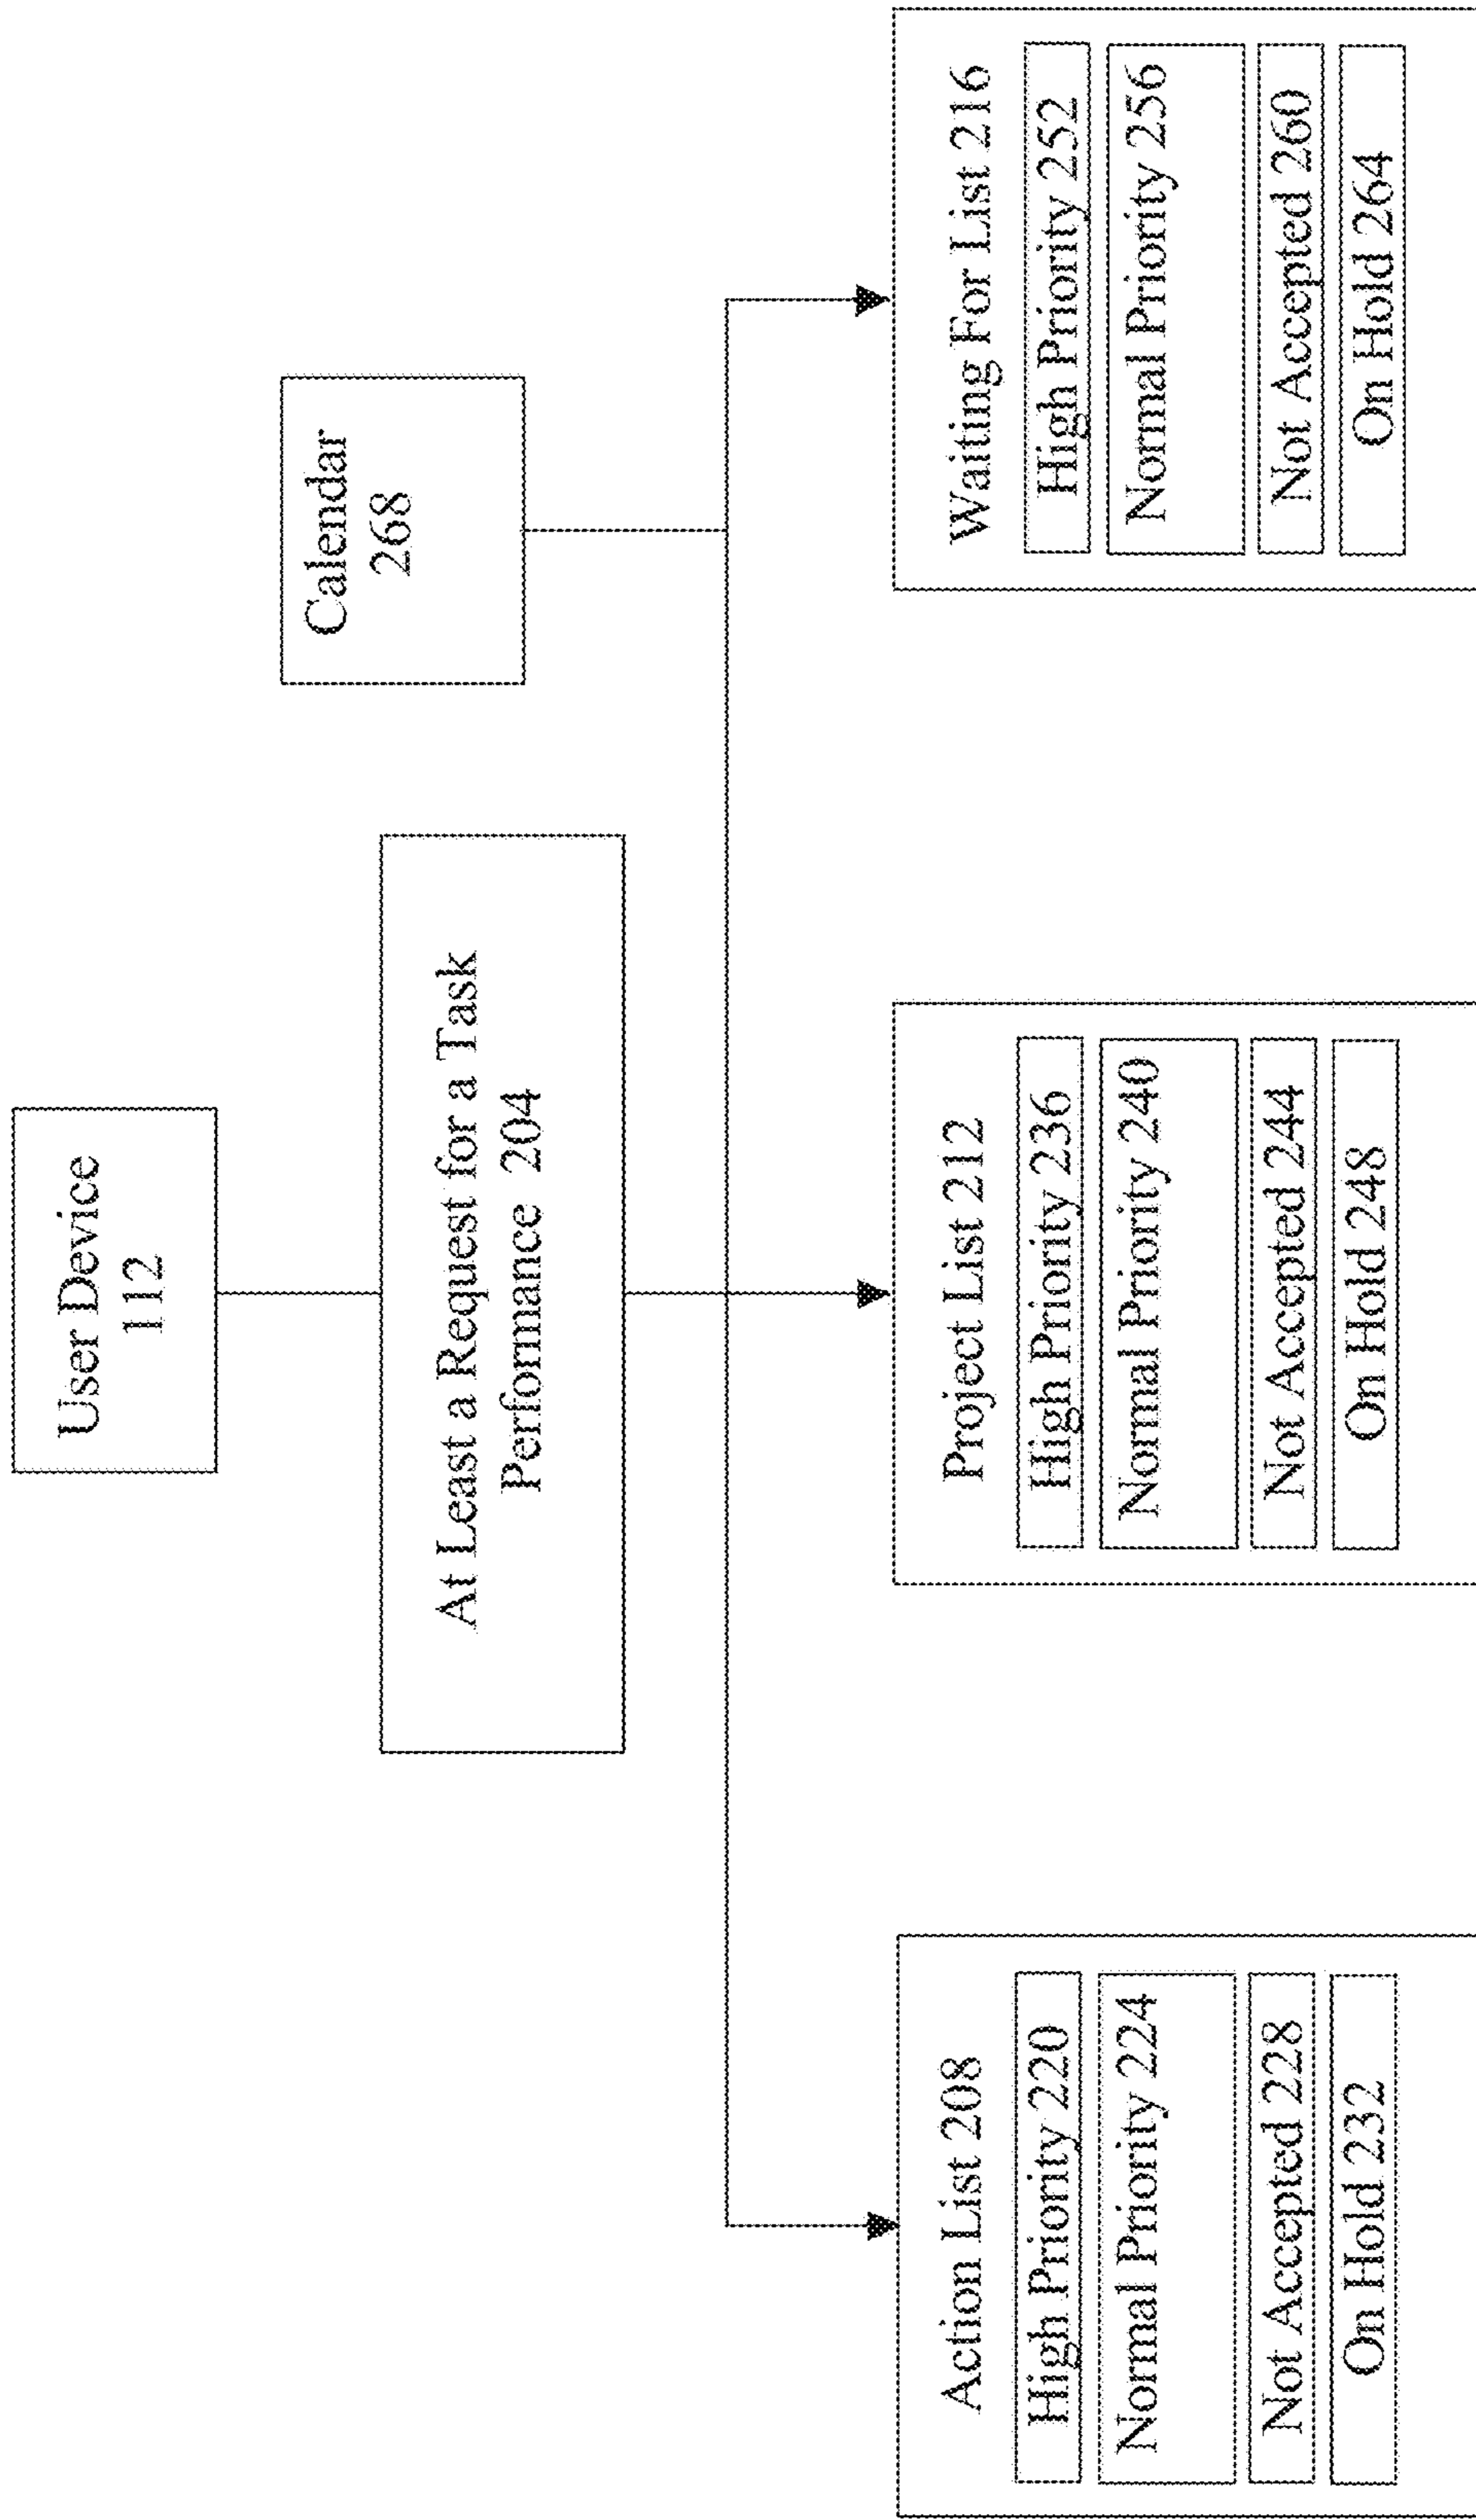 User Device
112
Calendar
268
At Least a Request for a Task
Performance 204
Action List 208
High Priority 220
Normal Priority 224
Not Accepted 228
On Hold 232
Project List 212
High Priority 236
Normal Priority 240
Not Accepted 244
On Hold 248
Waiting For List 216
High Priority 252
Normal Priority 256
Not Accepted 260
On Hold 264